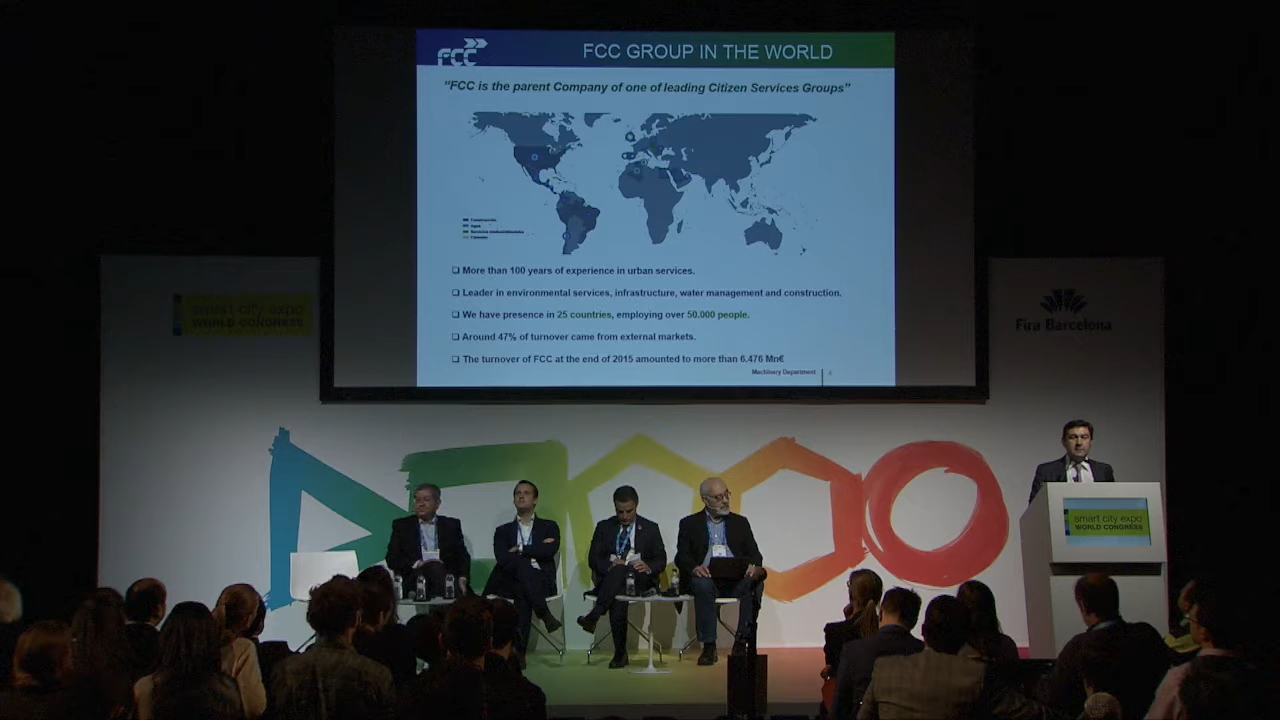 FCC
FCC GROUP IN THE WORLD
"FCC is the parent Company of one of leading Citizen Services Groups"
❑ More than 100 years of experience in urban services.
❑ Leader in environmental services, infrastructure, water management and construction.
❑ We have presence in 25 countries, employing over 50.000 people.
❑ Around 47% of turnover came from external markets.
❑ The turnover of FCC at the end of 2015 amounted to more than 6.476 Mn€
Machinery Department
smart city expo
WORLD CONGRESS
Fira Barcelona
smart city expo
WORLD CONGRESS